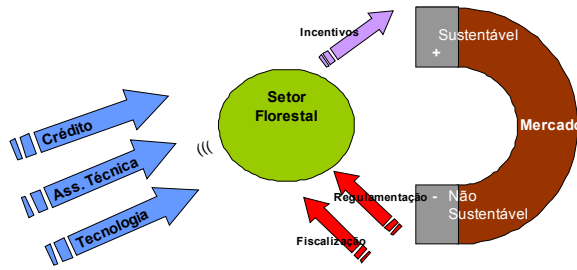 Incentivos
Sustentável
+
Setor
Florestal
Mercado
Crédito
Ass. Técnica
Tecnologia
Regulamentação
Fiscalização
- Não
Sustentável